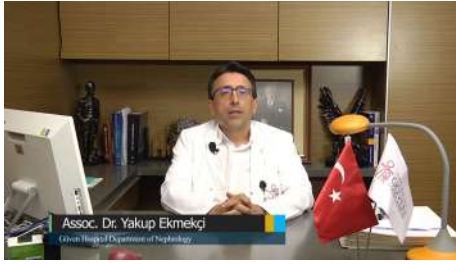 Assoc. Dr. Yakup Ekmekçi
Güven Hospital Department of Nephrology